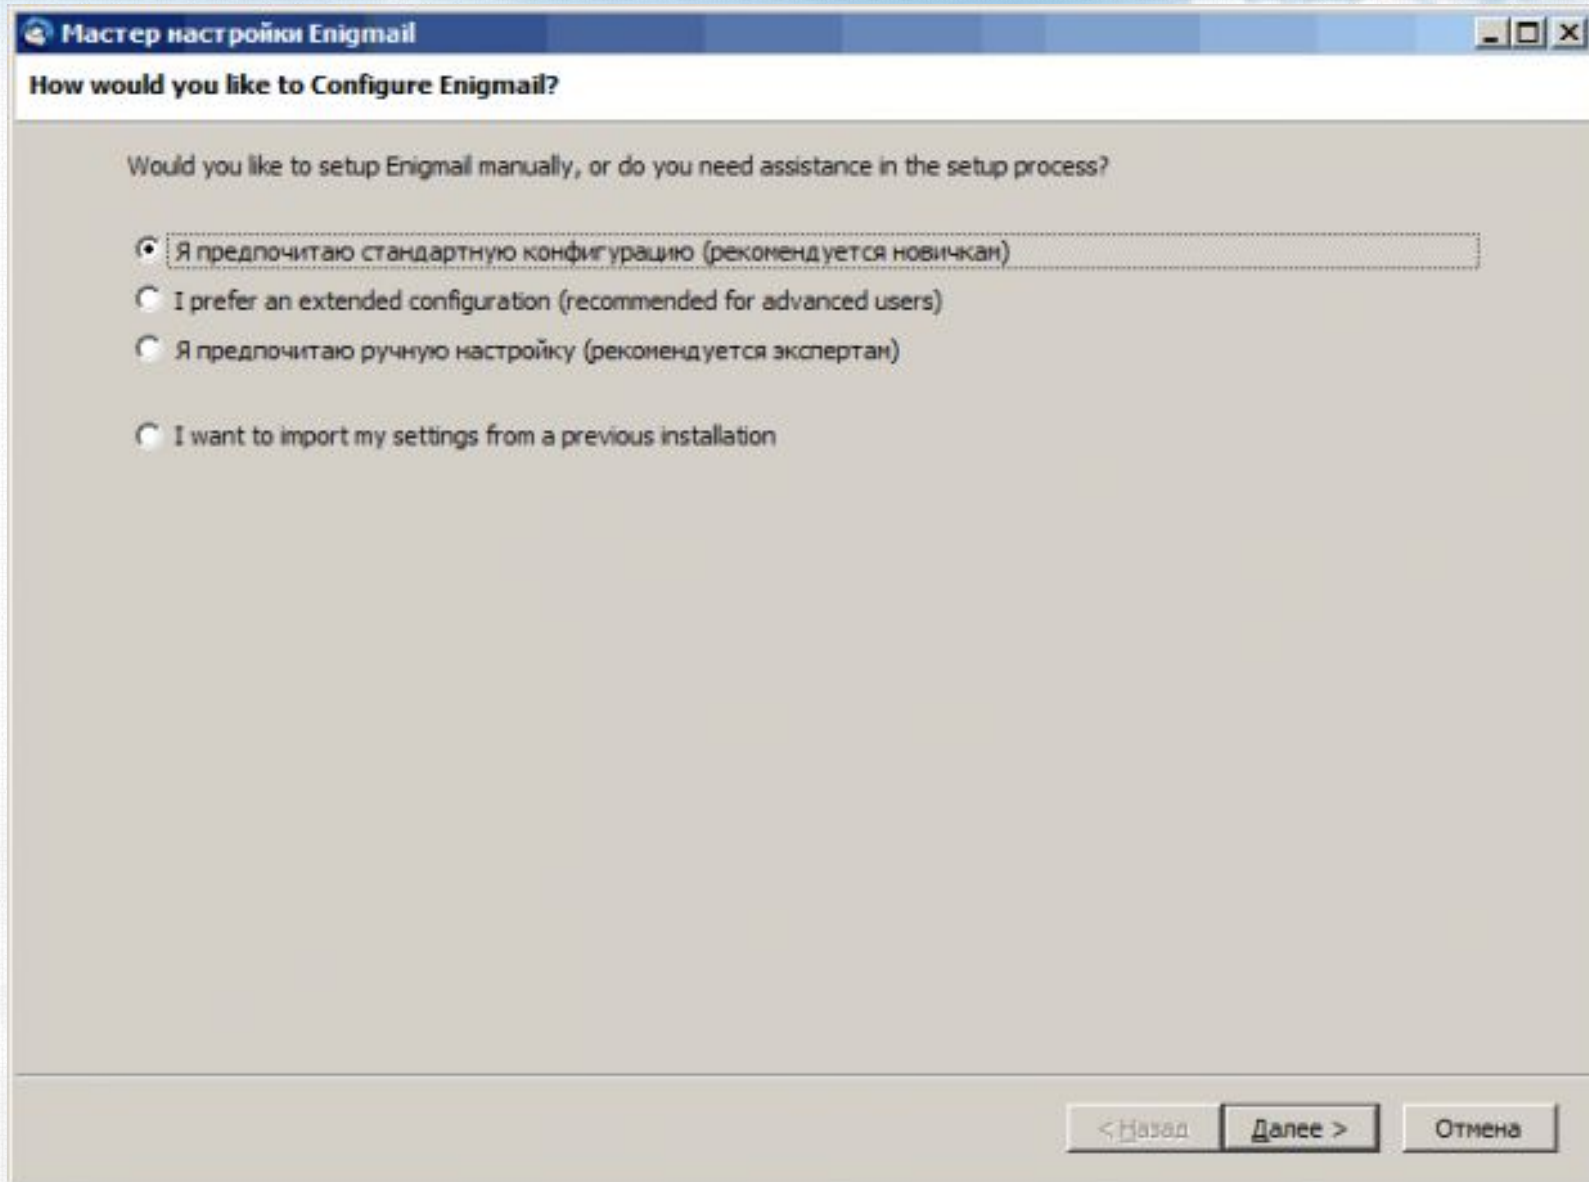 Мастер настройки Enigmail
How would you like to Configure Enigmail?
Would you like to setup Enigmail manually, or do you need assistance in the setup process?
Я предпочитаю стандартную конфигурацию (рекомендуется новичкам)
I prefer an extended configuration (recommended for advanced users)
Я предпочитаю ручную настройку (рекомендуется экспертам)
I want to import my settings from a previous installation
< Назад Далее > Отмена